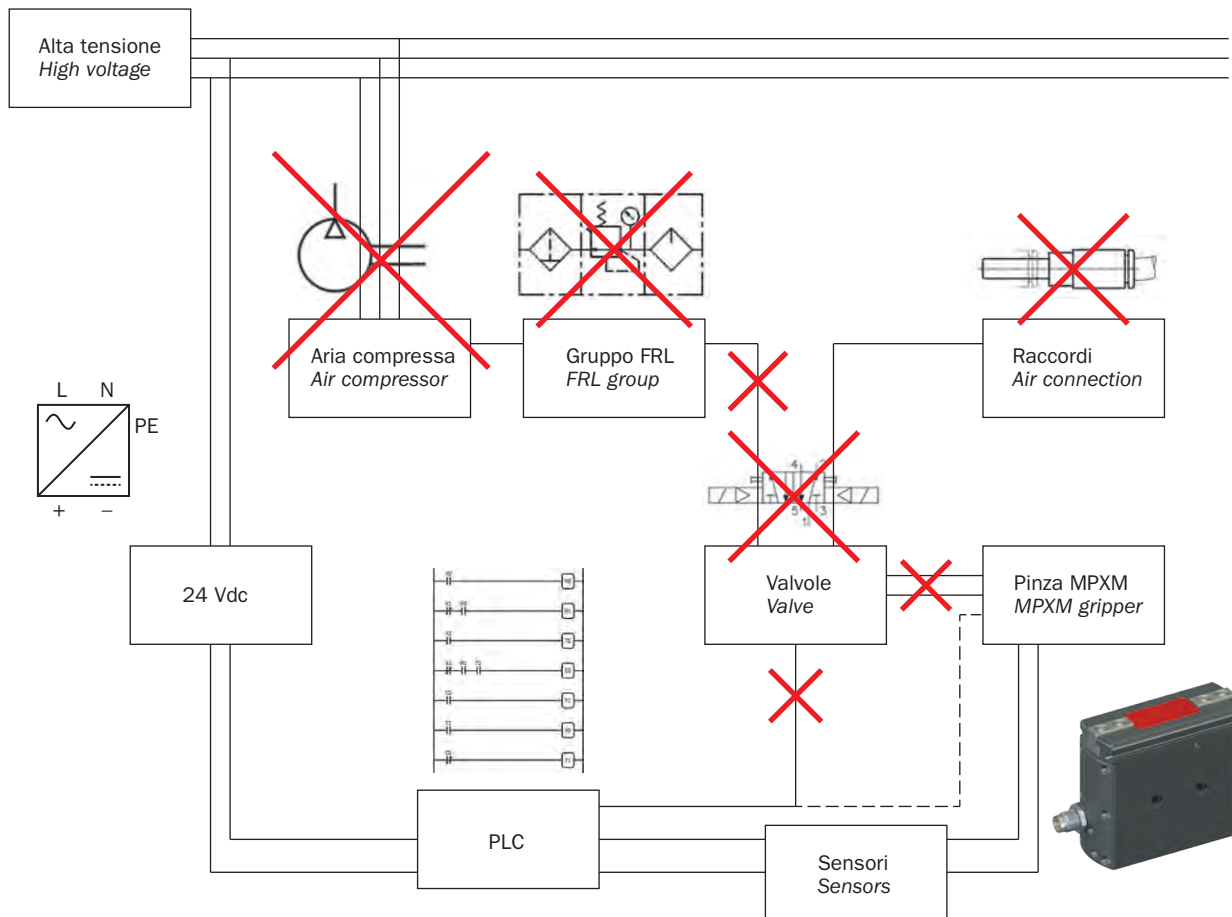 Alta tensione
High voltage
Aria compressa
Air compressor
Gruppo FRL
FRL group
Raccordi
Air connection
L N
PE
+ −
4
5 3
1
24 Vdc
Valvole
Valve
Pinza MPXM
MPXM gripper
PLC
Sensori
Sensors